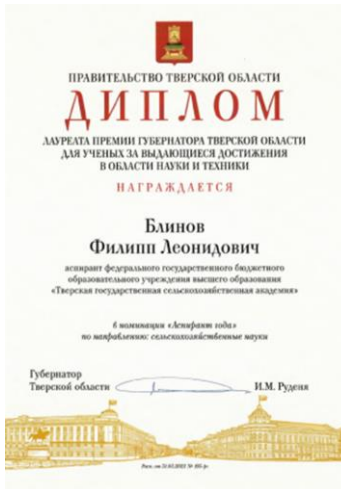 ПРАВИТЕЛЬСТВО ТВЕРСКОЙ ОБЛАСТИ
ДИПЛОМ
ЛАУРЕАТА ПРЕМИИ ГУБЕРНАТОРА ТВЕРСКОЙ ОБЛАСТИ
ДЛЯ УЧЕНЫХ ЗА ВЫДАЮЩИЕСЯ ДОСТИЖЕНИЯ
В ОБЛАСТИ НАУКИ И ТЕХНИКИ
НАГРАЖДАЕТСЯ
Блинов
Филипп Леонидович
аспирант федерального государственного бюджетного
образовательного учреждения высшего образования
«Тверская государственная сельскохозяйственная академия»
в номинации «Аспирант года»
по направлению: сельскохозяйственные науки
Губернатор
Тверской области
И.М. Руденя